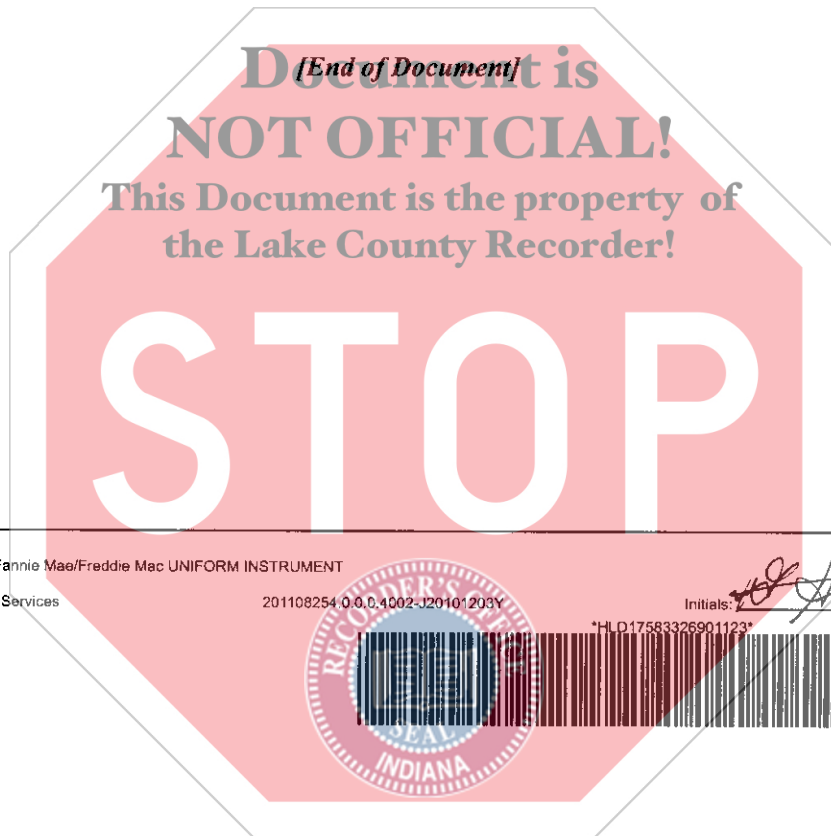 [End of Document]
Document is
NOT OFFICIAL!
This Document is the property of
the Lake County Recorder!
STOP
Fannie Mae/Freddie Mac UNIFORM INSTRUMENT
Services
201108254.0.0.0.4002-J20101203Y
Initials:
*HLD17583326901123*
RECORDER'S OFFICE
SEAL
INDIANA